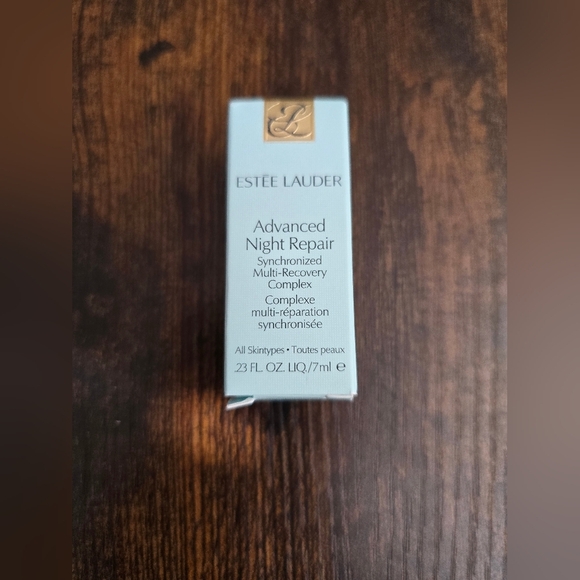 ESTĒE LAUDER
Advanced
Night Repair
Synchronized
Multi-Recovery
Complex
Complexe
multi-réparation
synchronisée
All Skintypes • Toutes peaux
.23 FL. OZ. LIQ./7ml ℮